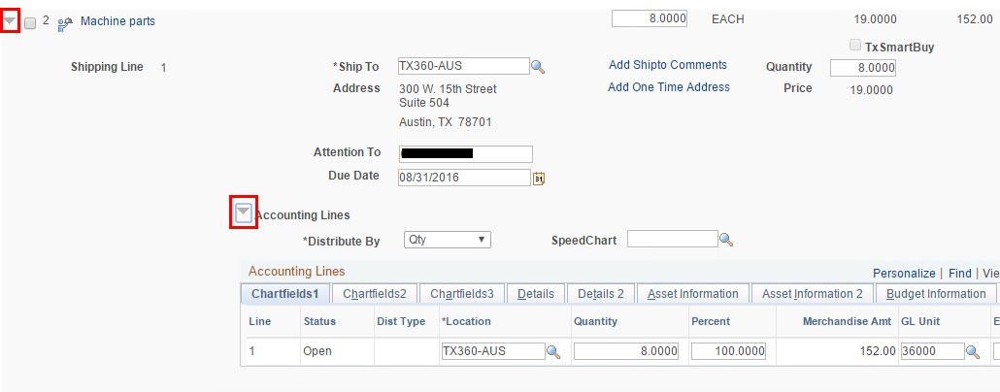 2 Machine parts 8.0000 EACH 19.0000 152.00
TxSmartBuy
Shipping Line 1 *Ship To TX360-AUS Add Shipto Comments Quantity 8.0000
Address 300 W. 15th Street Add One Time Address Price 19.0000
Suite 504
Austin, TX 78701
Attention To
Due Date 08/31/2016 31
Accounting Lines
*Distribute By Qty SpeedChart
Accounting Lines Personalize | Find | Vie
Chartfields1 Chartfields2 Chartfields3 Details Details 2 Asset Information Asset Information 2 Budget Information
Line Status Dist Type *Location Quantity Percent Merchandise Amt GL Unit E
1 Open TX360-AUS 8.0000 100.0000 152.00 36000